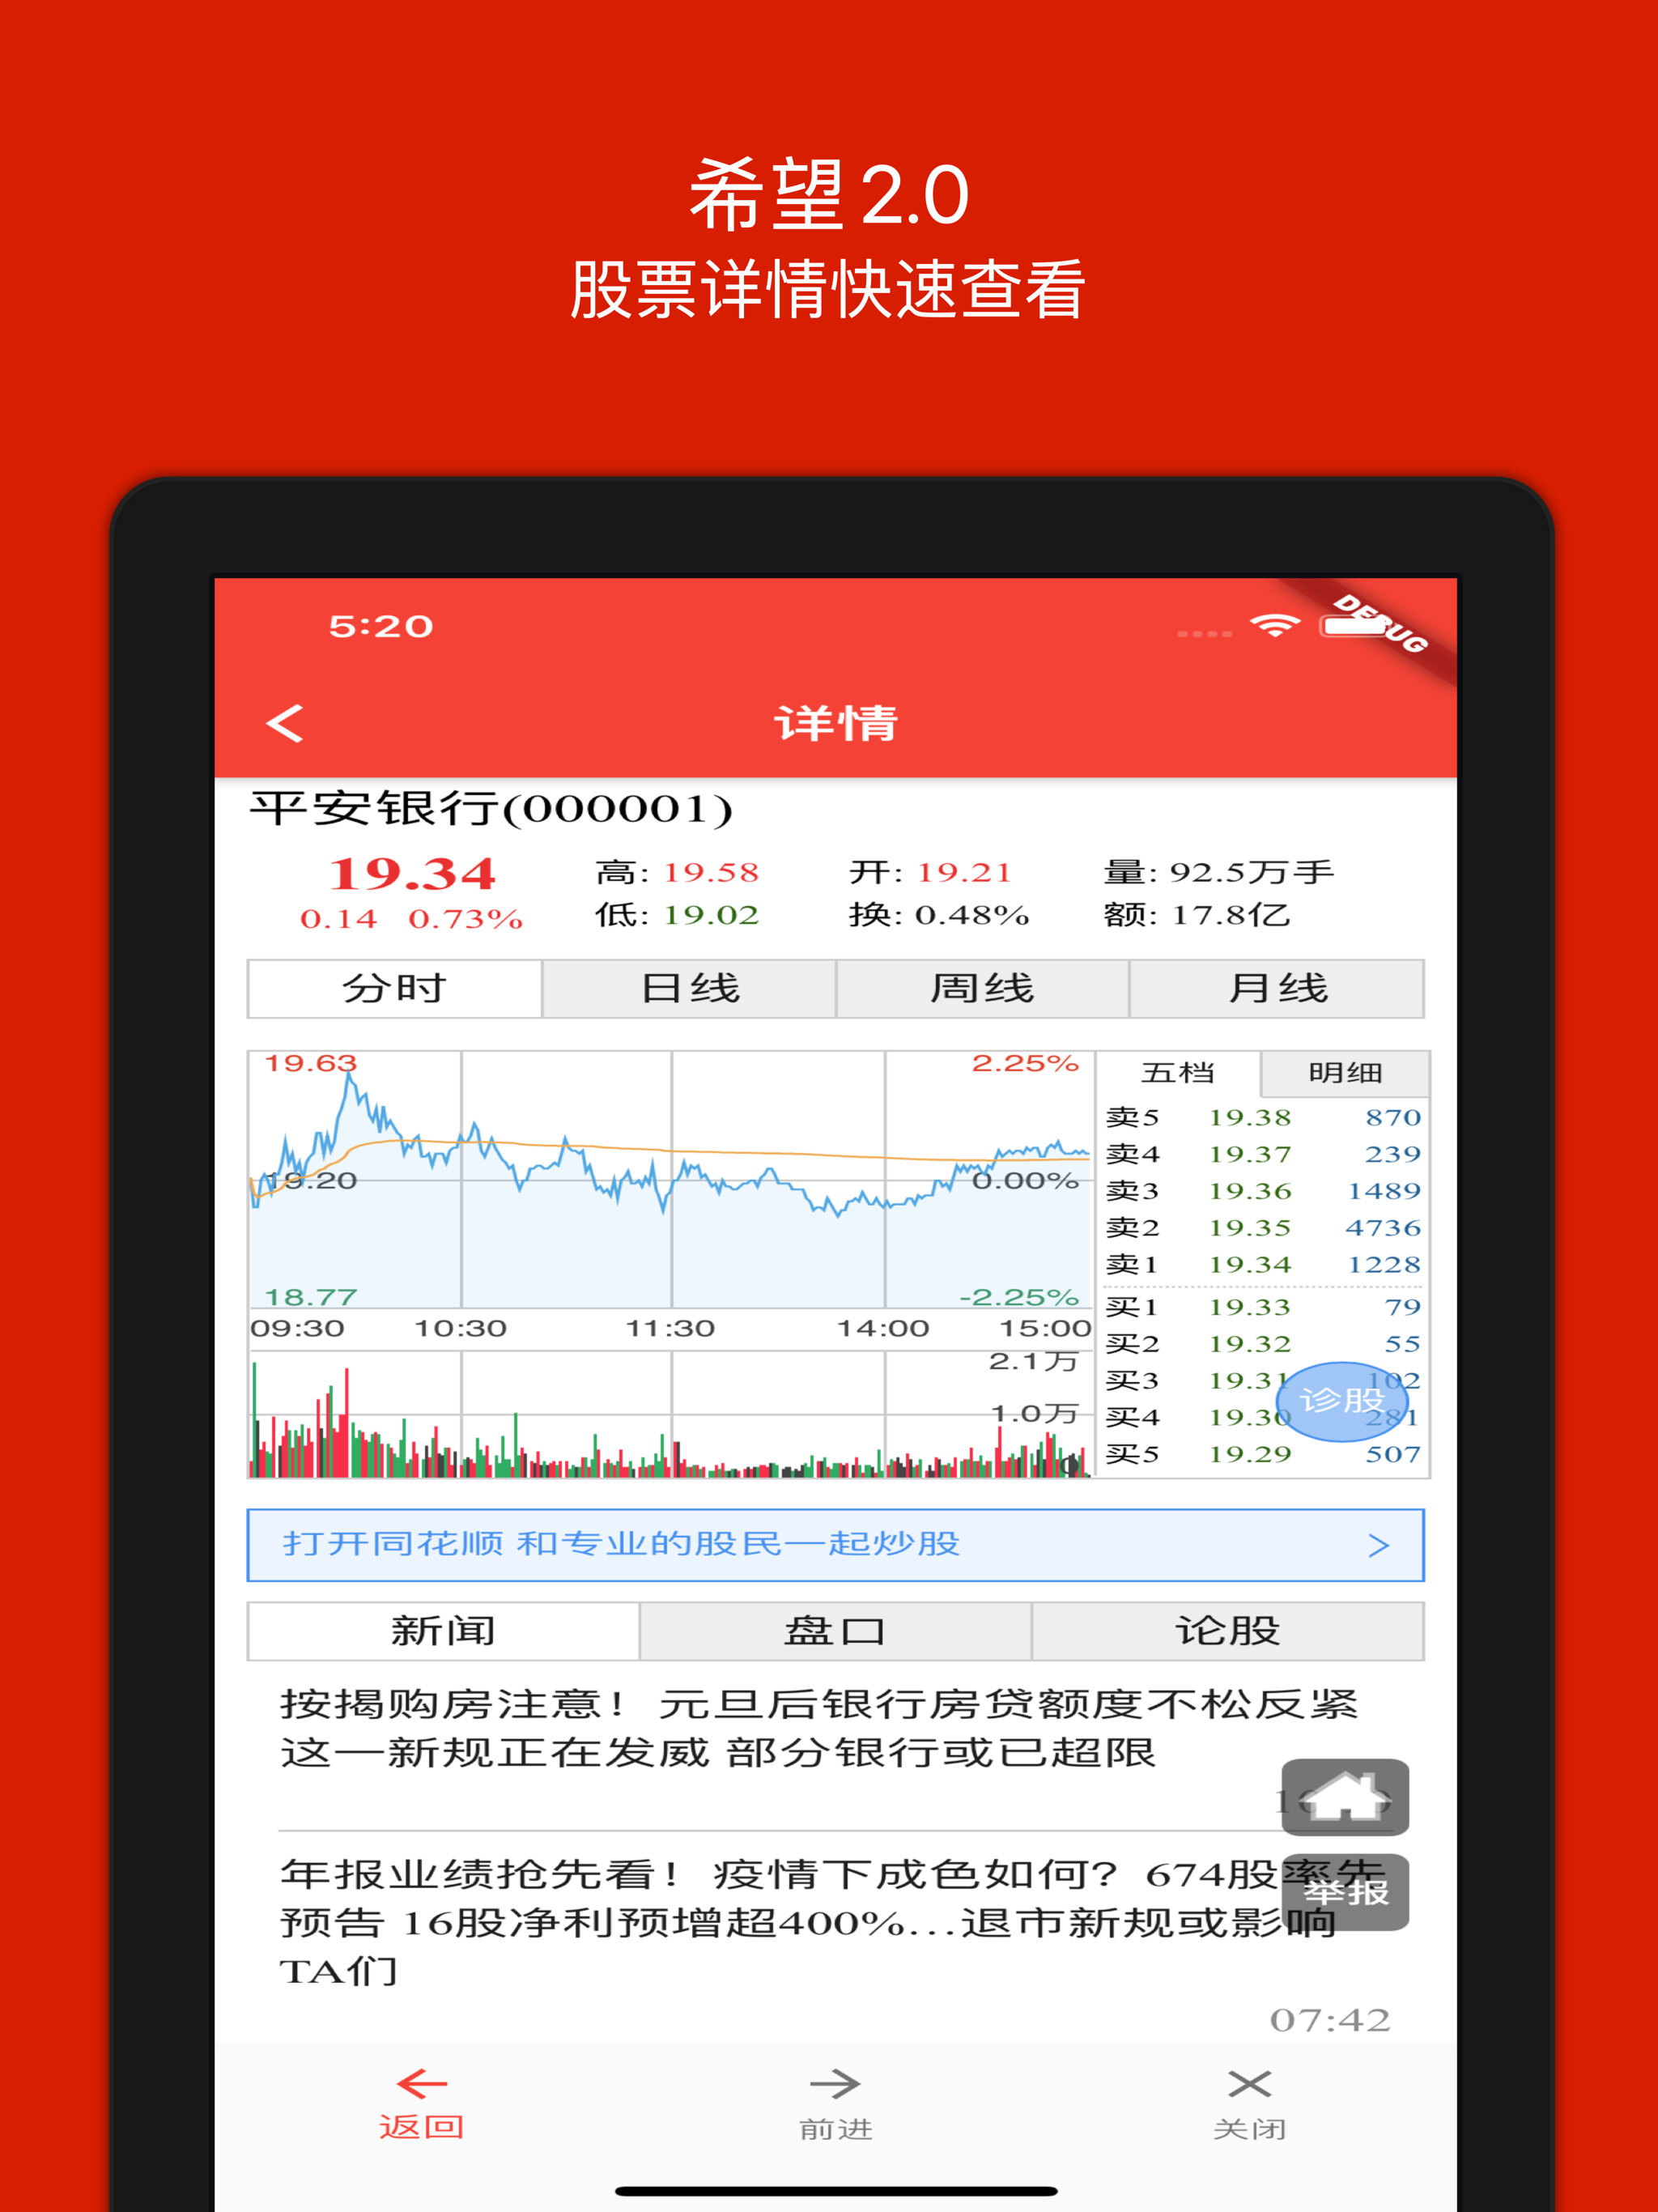 希望2.0
股票详情快速查看
5:20
DEBUG
详情
平安银行(000001)
19.34
0.14 0.73%
高: 19.58 开: 19.21 量: 92.5万手
低: 19.02 换: 0.48% 额: 17.8亿
分时 日线 周线 月线
19.63 2.25%
19.20 0.00%
18.77 -2.25%
09:30 10:30 11:30 14:00 15:00
2.1万
1.0万
0
五档 明细
卖5 19.38 870
卖4 19.37 239
卖3 19.36 1489
卖2 19.35 4736
卖1 19.34 1228
买1 19.33 79
买2 19.32 55
买3 19.31 102
买4 19.30 281
买5 19.29 507
诊股
打开同花顺 和专业的股民一起炒股 >
新闻 盘口 论股
按揭购房注意！元旦后银行房贷额度不松反紧
这一新规正在发威 部分银行或已超限
年报业绩抢先看！疫情下成色如何？674股率先
预告 16股净利预增超400%…退市新规或影响
TA们
举报
07:42
返回 前进 关闭